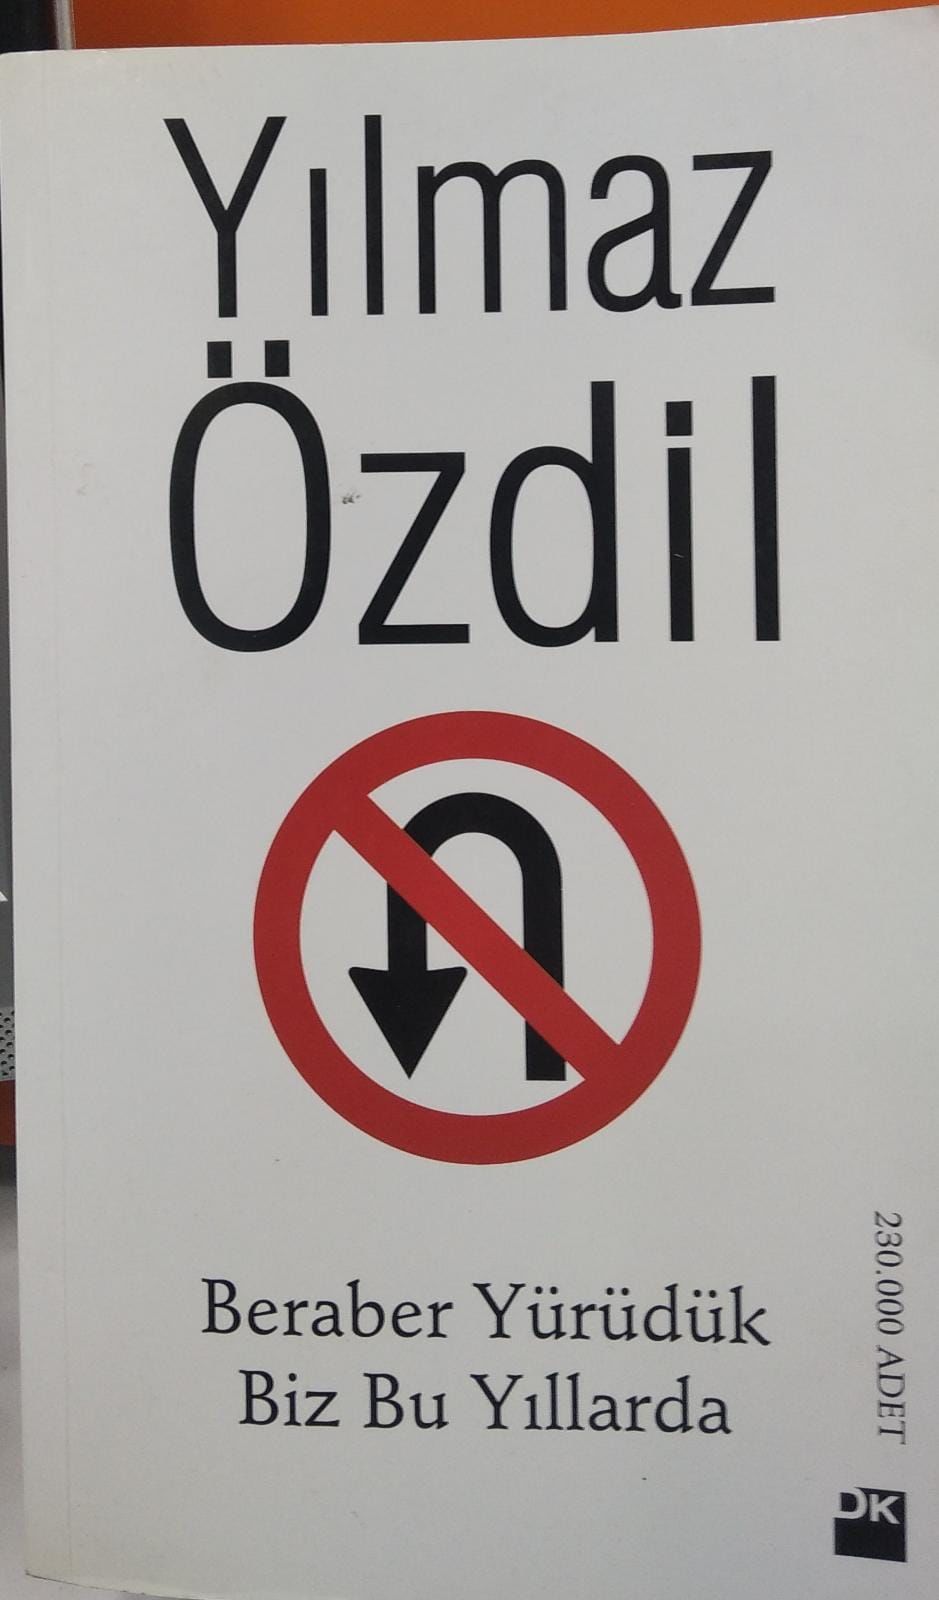 Yılmaz
Özdil
Beraber Yürüdük
Biz Bu Yıllarda
230.000 ADET
DK